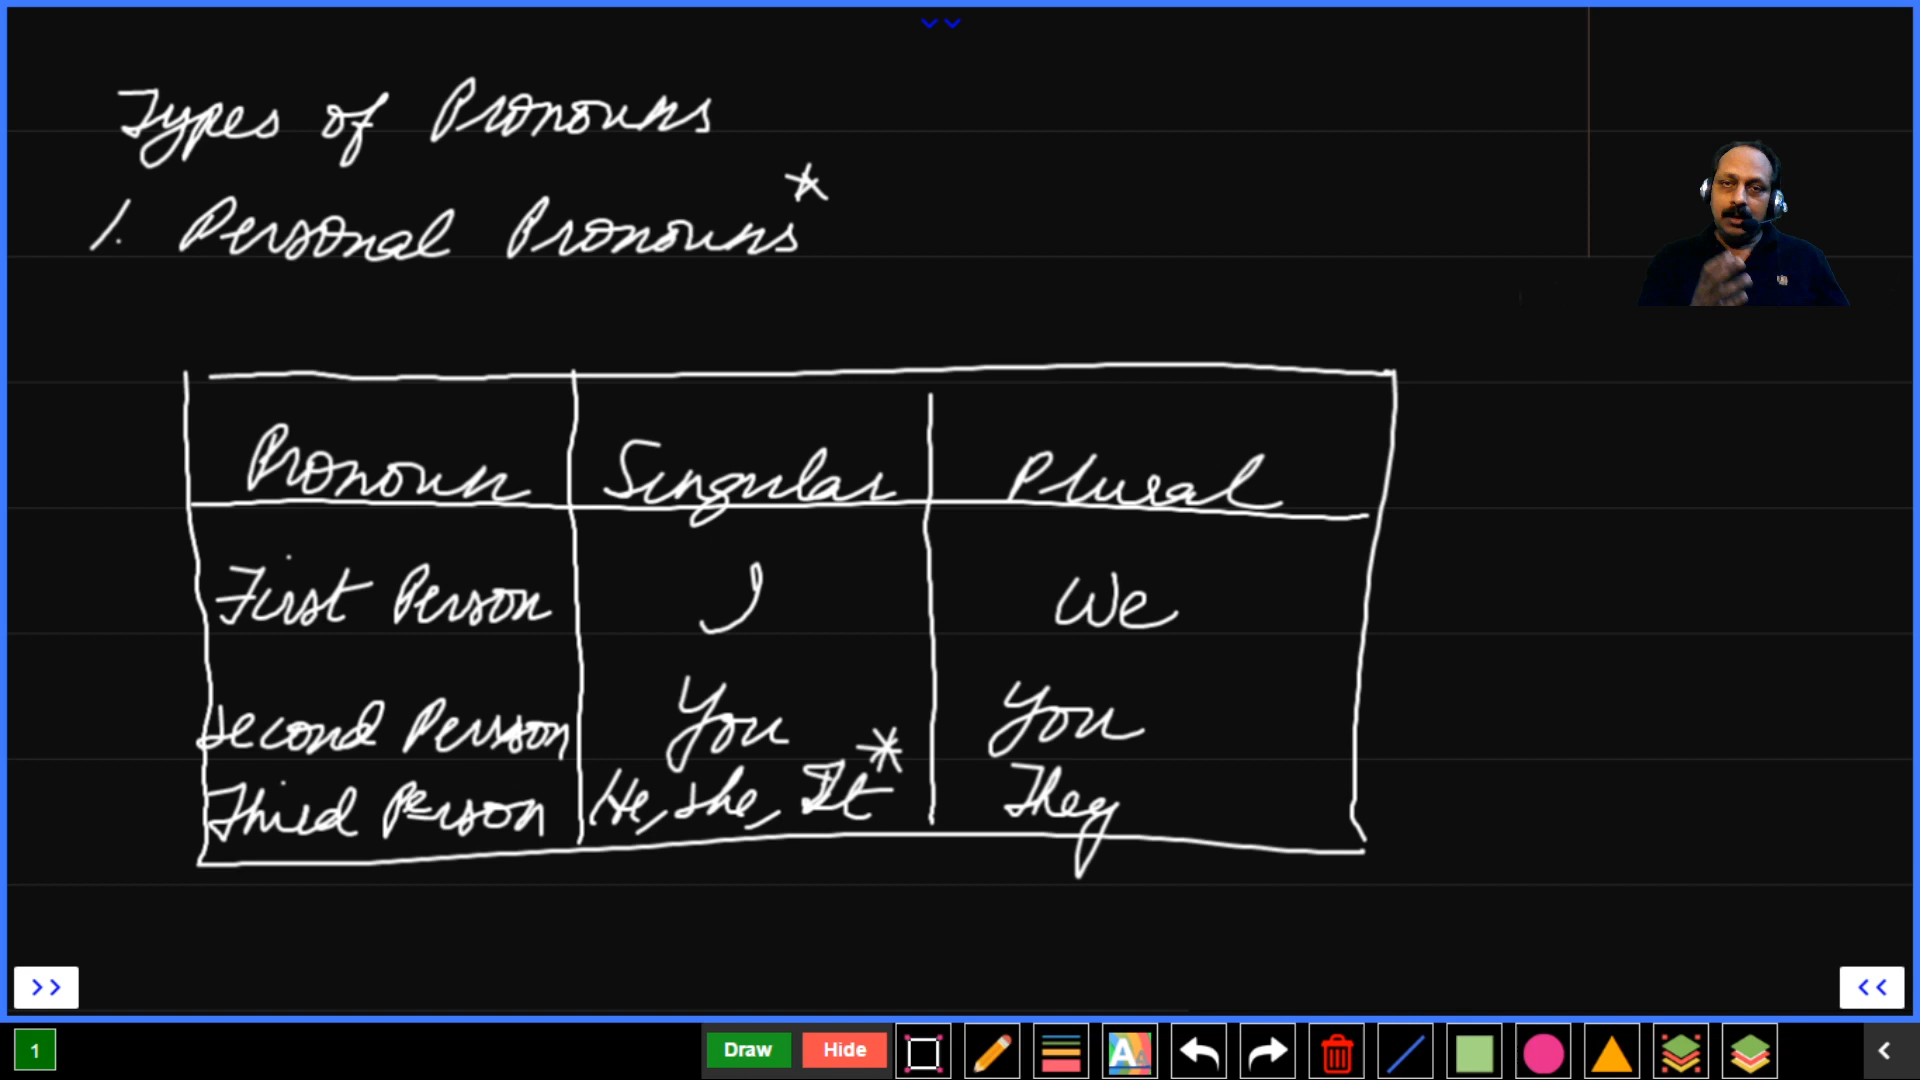 Types of Pronouns
1. Personal Pronouns*
Pronoun Singular Plural
First Person I We
Second Person You You
Third Person He, She, It* They
>> <<
1 Draw Hide A A <